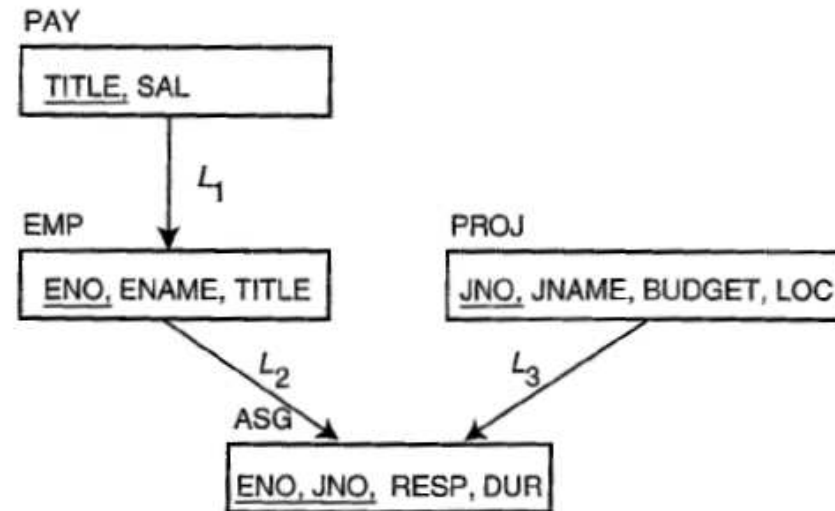 PAY
TITLE, SAL
L1
EMP
PROJ
ENO, ENAME, TITLE
JNO, JNAME, BUDGET, LOC
L2
L3
ASG
ENO, JNO, RESP, DUR